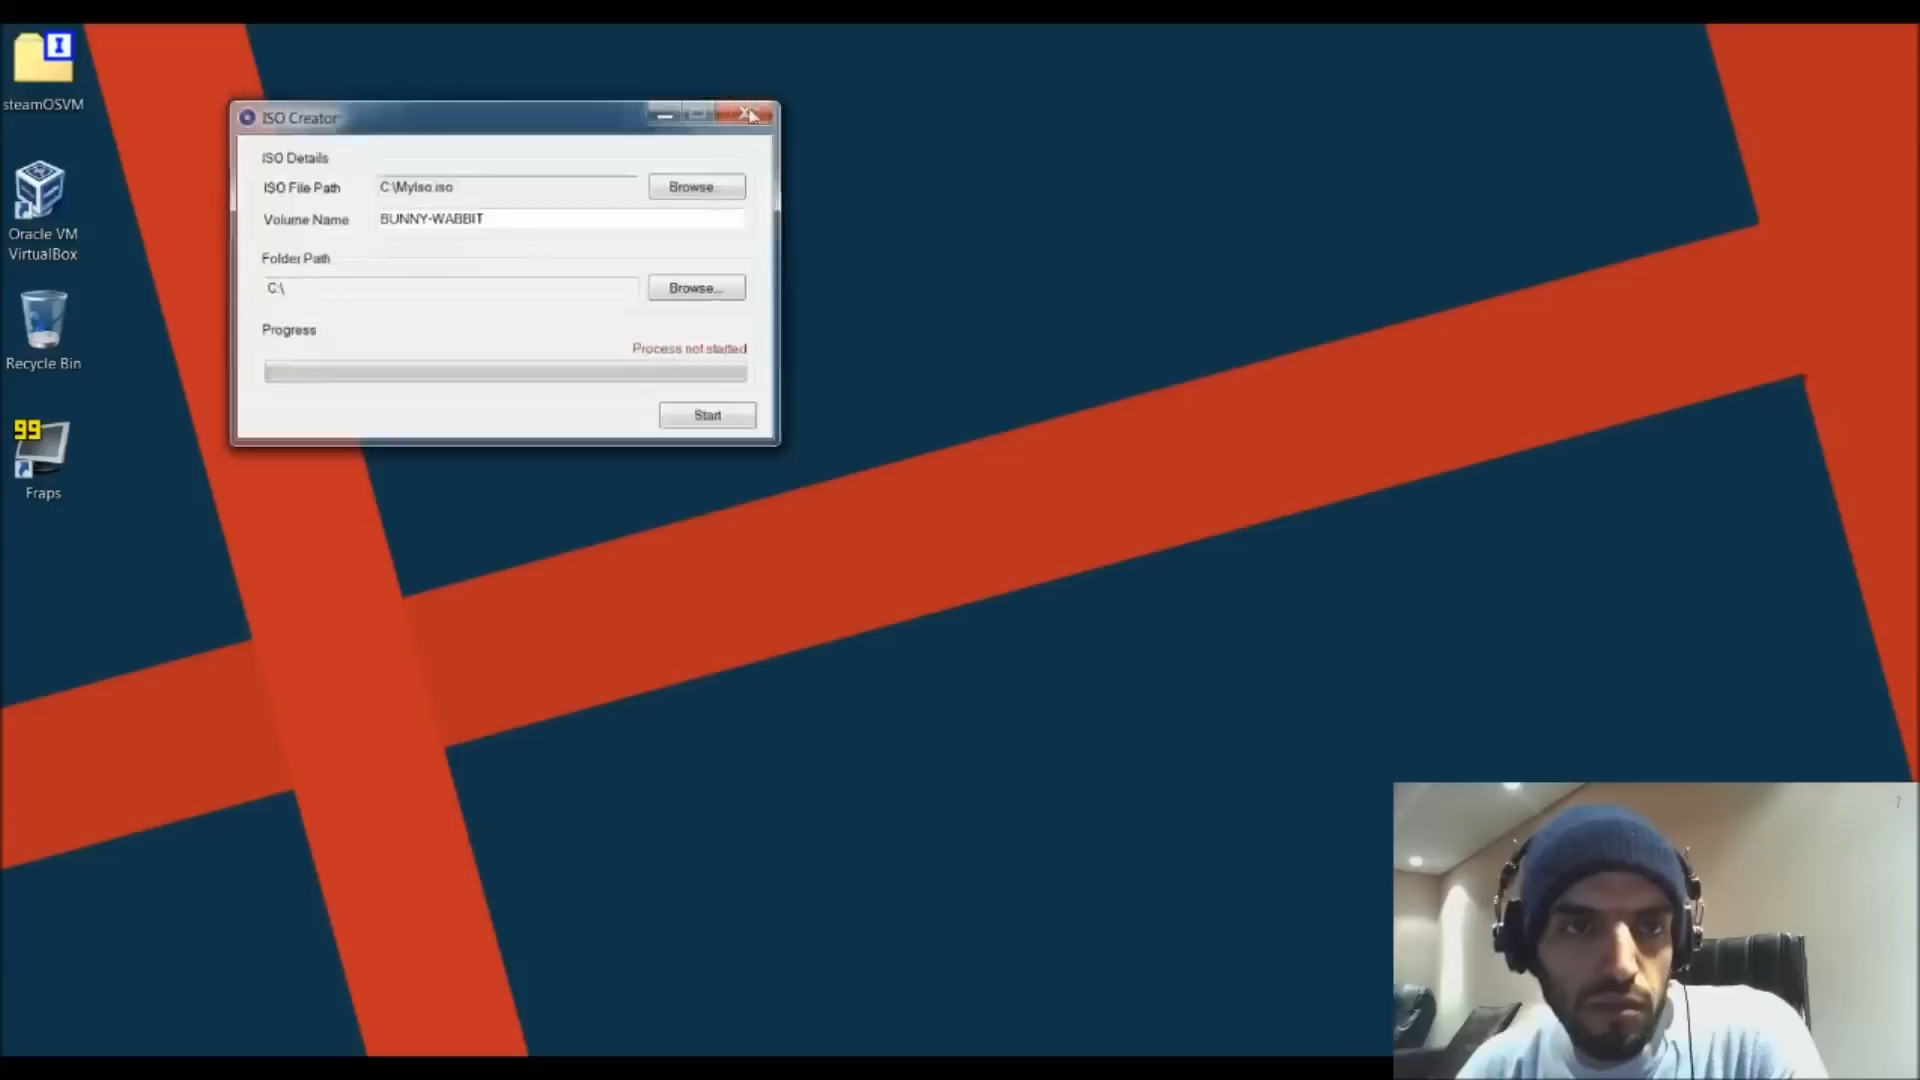 steamOSVM
Oracle VM
VirtualBox
Recycle Bin
99
Fraps
ISO Creator
ISO Details
ISO File Path
C:\MyIso.iso
Browse...
Volume Name
BUNNY-WABBIT
Folder Path
C:\
Browse...
Progress
Process not started
Start